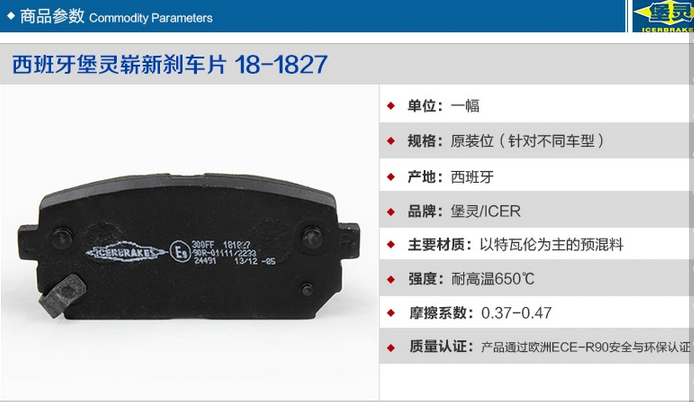 商品参数 Commodity Parameters
堡灵
ICERBRAKE
西班牙堡灵崭新刹车片 18-1827
单位：一幅
规格：原装位（针对不同车型）
产地：西班牙
品牌：堡灵/ICER
主要材质：以特瓦伦为主的预混料
强度：耐高温650℃
摩擦系数：0.37-0.47
质量认证：产品通过欧洲ECE-R90安全与环保认证
ICERBRAKES
E9
300FF 181827
90R-01111/2233
24491 13/12 -85